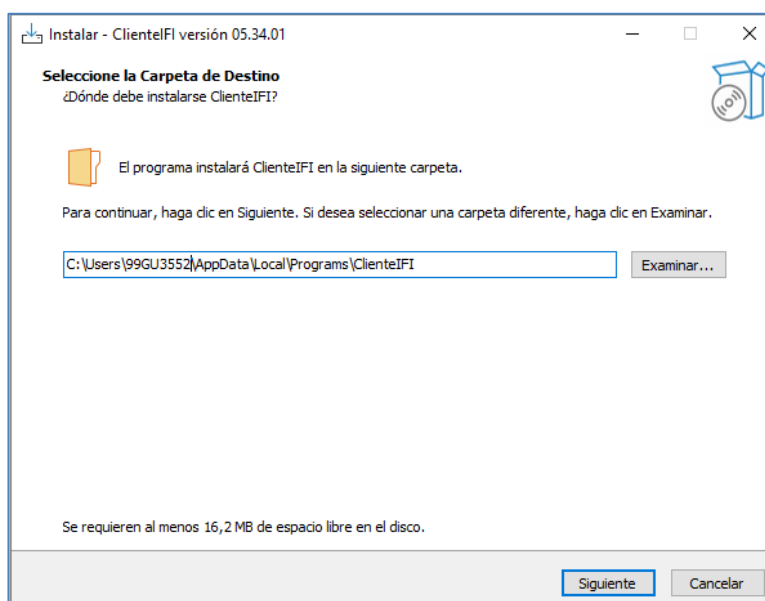 Instalar - ClienteIFI versión 05.34.01
Seleccione la Carpeta de Destino
¿Dónde debe instalarse ClienteIFI?
El programa instalará ClienteIFI en la siguiente carpeta.
Para continuar, haga clic en Siguiente. Si desea seleccionar una carpeta diferente, haga clic en Examinar.
C:\Users\99GU3552\AppData\Local\Programs\ClienteIFI
Examinar...
Se requieren al menos 16,2 MB de espacio libre en el disco.
Siguiente
Cancelar